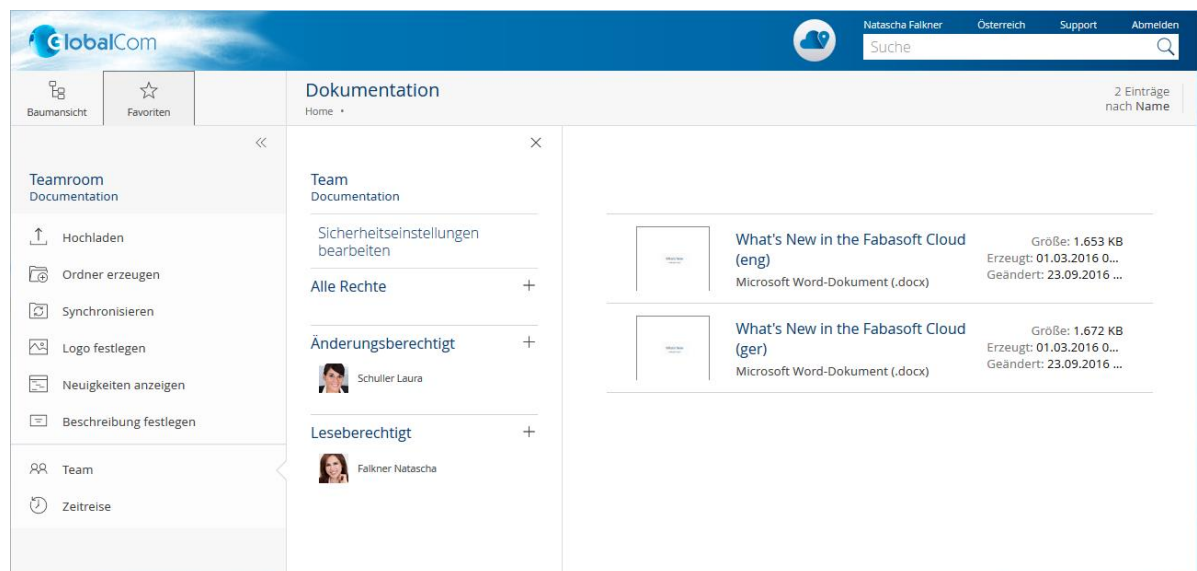 GlobalCom
Natascha Falkner Österreich Support Abmelden
Suche
Baumansicht
Favoriten
Dokumentation
Home •
2 Einträge
nach Name
Teamroom
Documentation
Hochladen
Ordner erzeugen
Synchronisieren
Logo festlegen
Neuigkeiten anzeigen
Beschreibung festlegen
Team
Zeitreise
Team
Documentation
Sicherheitseinstellungen
bearbeiten
Alle Rechte
Änderungsberechtigt
Schuller Laura
Leseberechtigt
Falkner Natascha
What's New in the Fabasoft Cloud
(eng)
Microsoft Word-Dokument (.docx)
Größe: 1.653 KB
Erzeugt: 01.03.2016 0...
Geändert: 23.09.2016 ...
What's New in the Fabasoft Cloud
(ger)
Microsoft Word-Dokument (.docx)
Größe: 1.672 KB
Erzeugt: 01.03.2016 0...
Geändert: 23.09.2016 ...